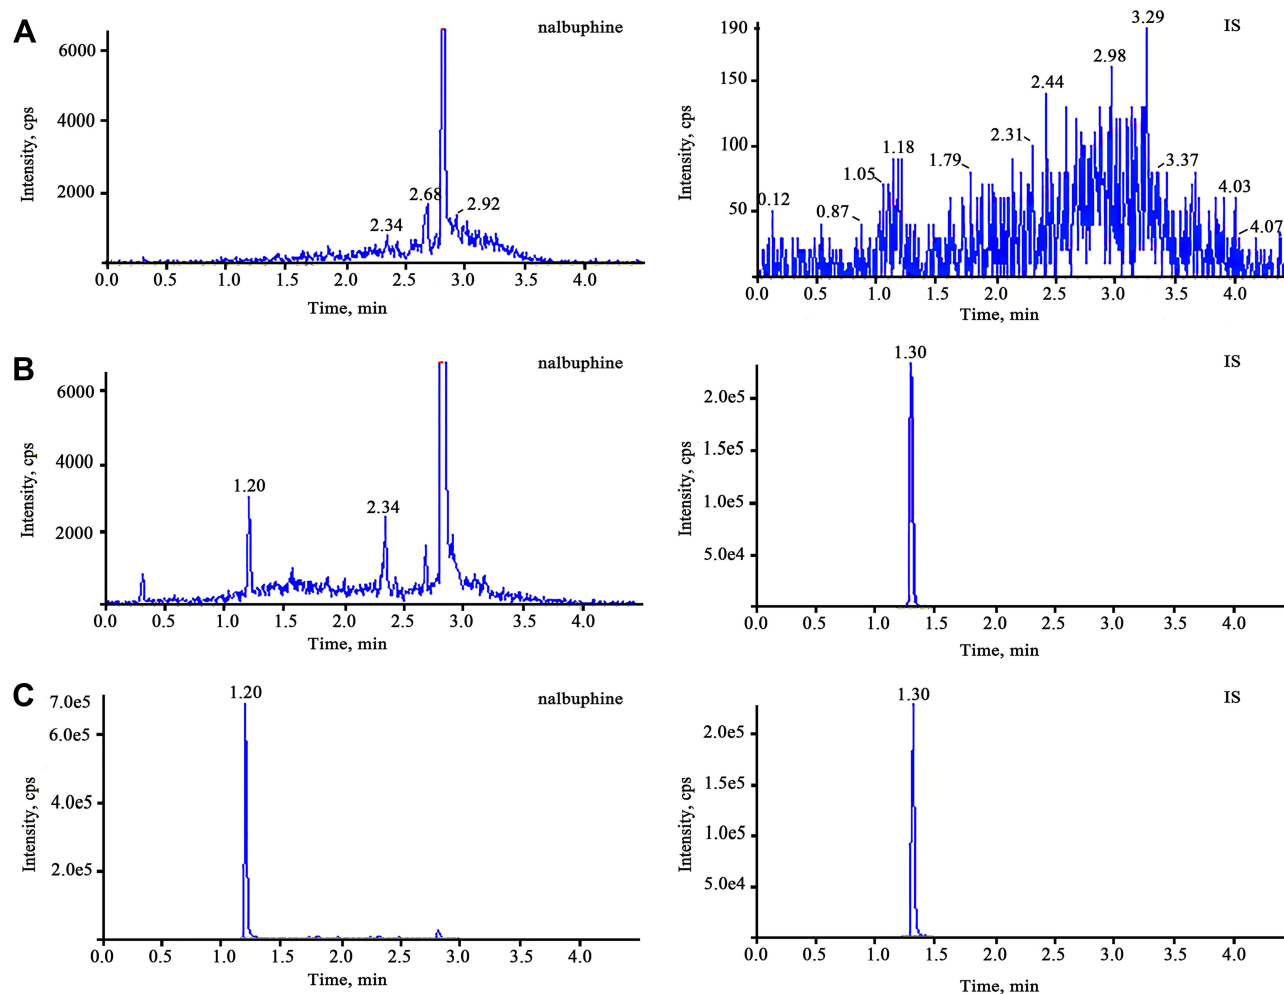 A
nalbuphine
6000
4000
2000
0
Intensity, cps
2.34
2.68
2.92
0.0 0.5 1.0 1.5 2.0 2.5 3.0 3.5 4.0
Time, min
IS
190
150
100
50
0
Intensity, cps
0.12
0.87
1.05
1.18
1.79
2.31
2.44
2.98
3.29
3.37
4.03
4.07
0.0 0.5 1.0 1.5 2.0 2.5 3.0 3.5 4.0
Time, min
B
nalbuphine
6000
4000
2000
0
Intensity, cps
1.20
2.34
0.0 0.5 1.0 1.5 2.0 2.5 3.0 3.5 4.0
Time, min
IS
2.0e5
1.5e5
1.0e5
5.0e4
Intensity, cps
1.30
0.0 0.5 1.0 1.5 2.0 2.5 3.0 3.5 4.0
Time, min
C
nalbuphine
7.0e5
6.0e5
4.0e5
2.0e5
Intensity, cps
1.20
0.0 0.5 1.0 1.5 2.0 2.5 3.0 3.5 4.0
Time, min
IS
2.0e5
1.5e5
1.0e5
5.0e4
Intensity, cps
1.30
0.0 0.5 1.0 1.5 2.0 2.5 3.0 3.5 4.0
Time, min